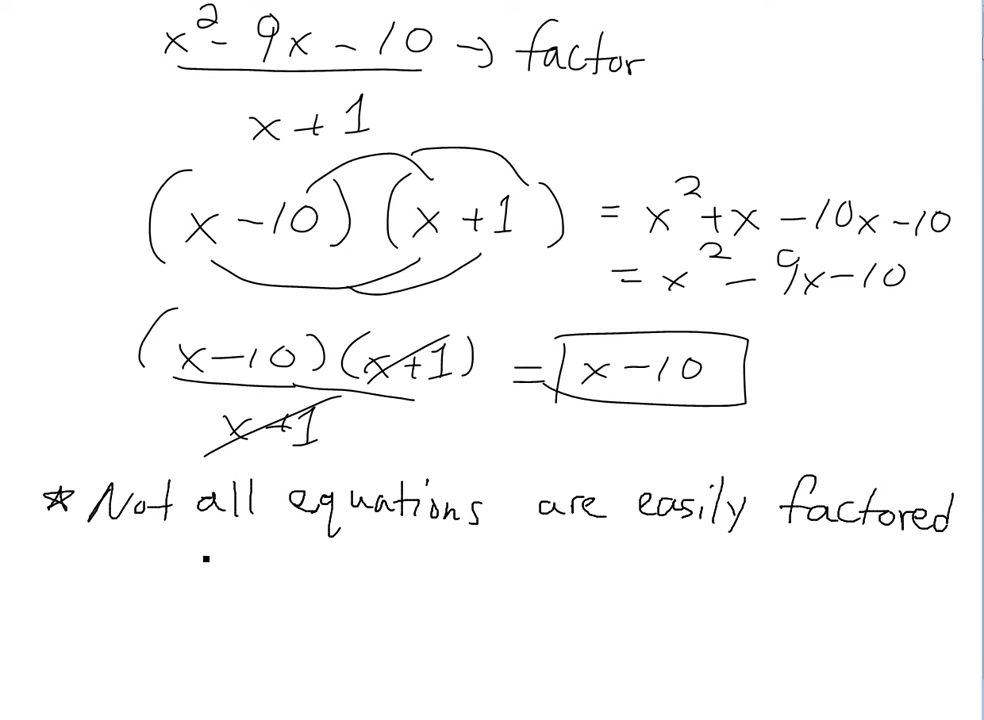 x² - 9x - 10 → factor
x + 1
(x - 10) (x + 1) = x² + x - 10x - 10
= x² - 9x - 10
(x - 10) (x + 1) = x - 10
x + 1
* Not all equations are easily factored